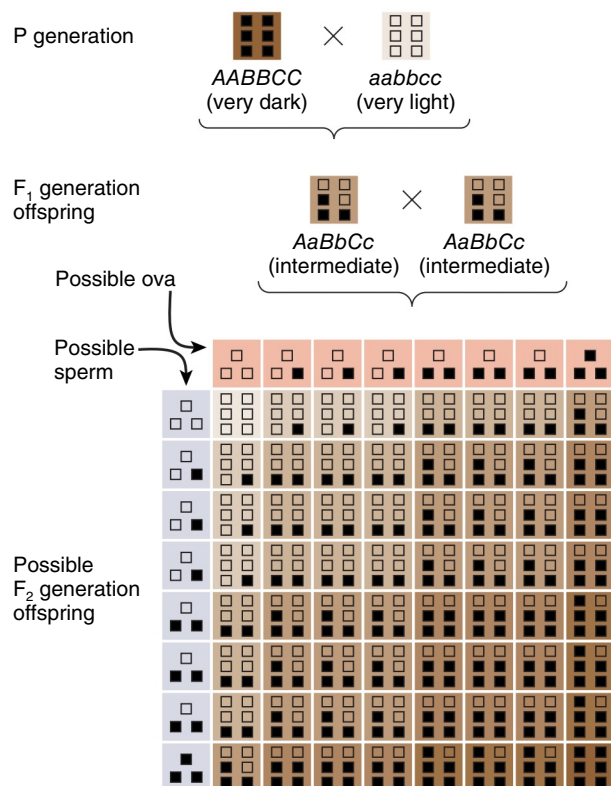 P generation
×
AABBCC
(very dark)
aabbcc
(very light)
F₁ generation
offspring
×
AaBbCc
(intermediate)
AaBbCc
(intermediate)
Possible ova
Possible
sperm
Possible
F₂ generation
offspring